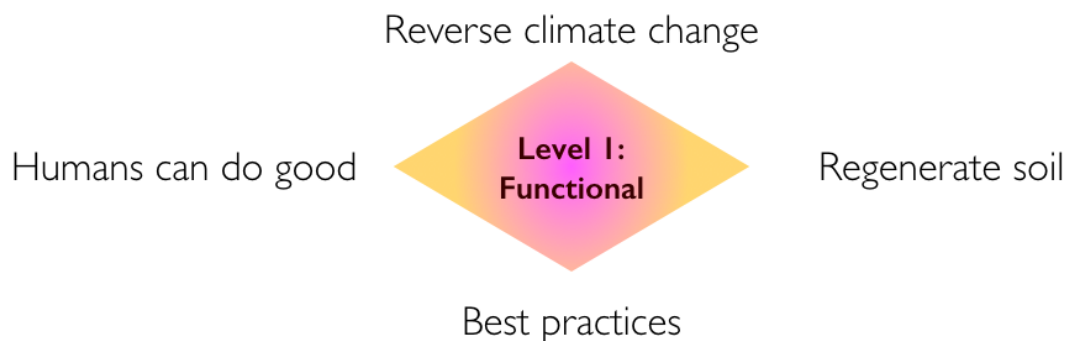 Reverse climate change
Humans can do good
Level 1:
Functional
Regenerate soil
Best practices